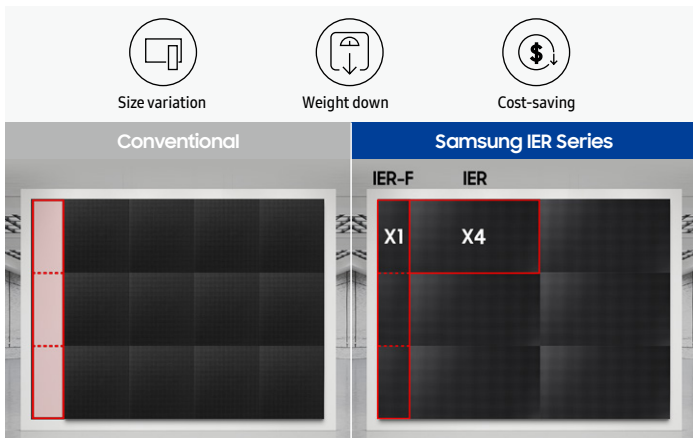 Size variation
Weight down
Cost-saving
Conventional
Samsung IER Series
IER-F
IER
X1
X4